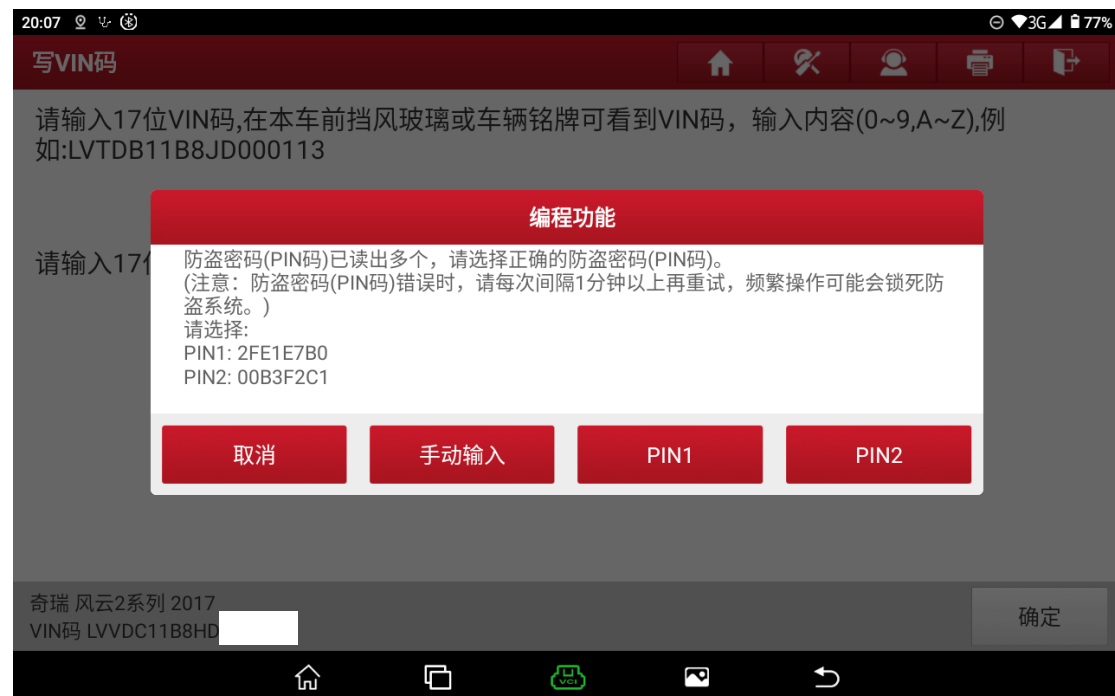 20:07
3G
77%
写VIN码
请输入17位VIN码,在本车前挡风玻璃或车辆铭牌可看到VIN码，输入内容(0~9,A~Z),例
如:LVTDB11B8JD000113
请输入17
编程功能
防盗密码(PIN码)已读出多个，请选择正确的防盗密码(PIN码)。
(注意：防盗密码(PIN码)错误时，请每次间隔1分钟以上再重试，频繁操作可能会锁死防
盗系统。)
请选择:
PIN1: 2FE1E7B0
PIN2: 00B3F2C1
取消
手动输入
PIN1
PIN2
奇瑞 风云2系列 2017
VIN码 LVVDC11B8HD
确定
VCI